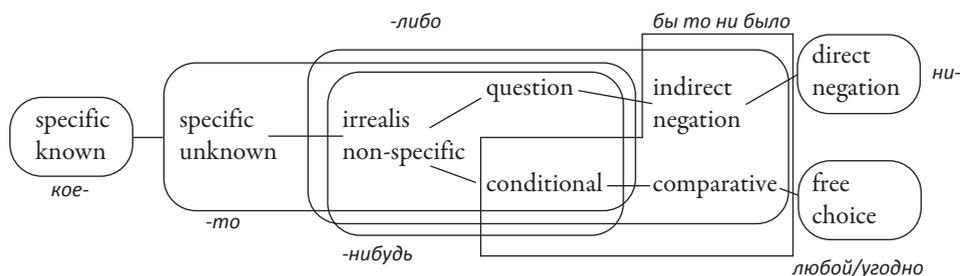 -либо
бы то ни было
direct
negation
ни-
question
indirect
negation
specific
known
specific
unknown
irrealis
non-specific
conditional
comparative
free
choice
кое-
-то
-нибудь
любой/угодно